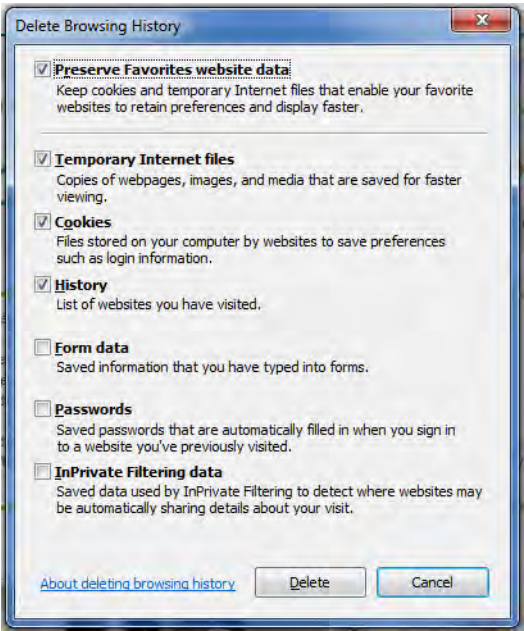 Delete Browsing History
Preserve Favorites website data
Keep cookies and temporary Internet files that enable your favorite
websites to retain preferences and display faster.
Temporary Internet files
Copies of webpages, images, and media that are saved for faster
viewing.
Cookies
Files stored on your computer by websites to save preferences
such as login information.
History
List of websites you have visited.
Form data
Saved information that you have typed into forms.
Passwords
Saved passwords that are automatically filled in when you sign in
to a website you've previously visited.
InPrivate Filtering data
Saved data used by InPrivate Filtering to detect where websites may
be automatically sharing details about your visit.
About deleting browsing history Delete Cancel